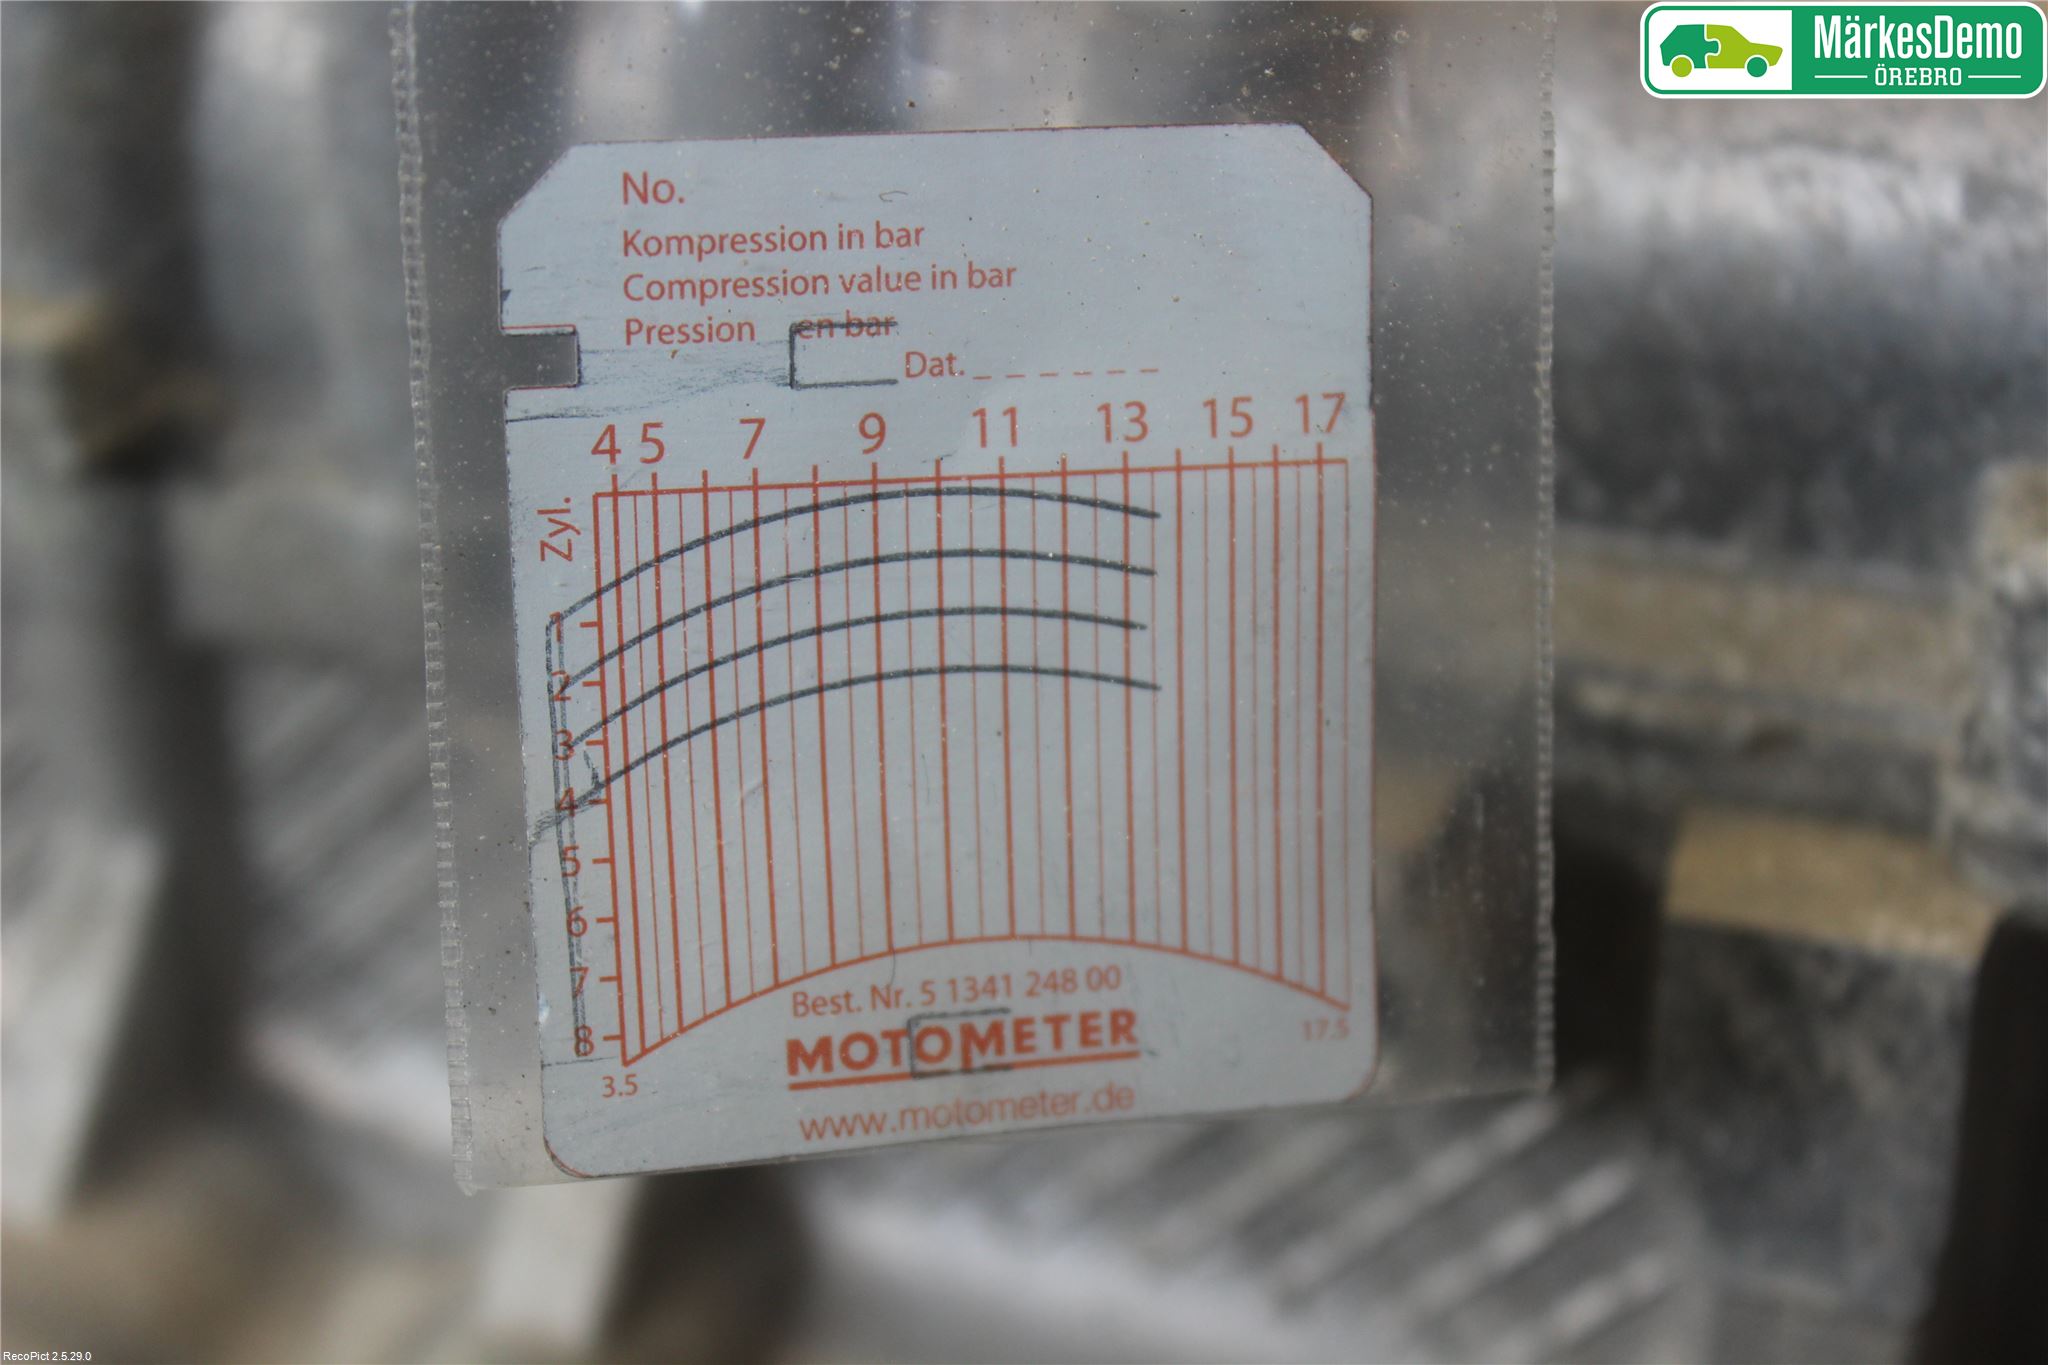 MärkesDemo
ÖREBRO
No.
Kompression in bar
Compression value in bar
Pression en bar
Dat. _ _ _ _ _ _
4 5 7 9 11 13 15 17
Zyl.
1
2
3
4
5
6
7
8
3.5
17.5
Best. Nr. 5 1341 248 00
MOTOMETER
www.motometer.de
RecoPict 2.5.29.0